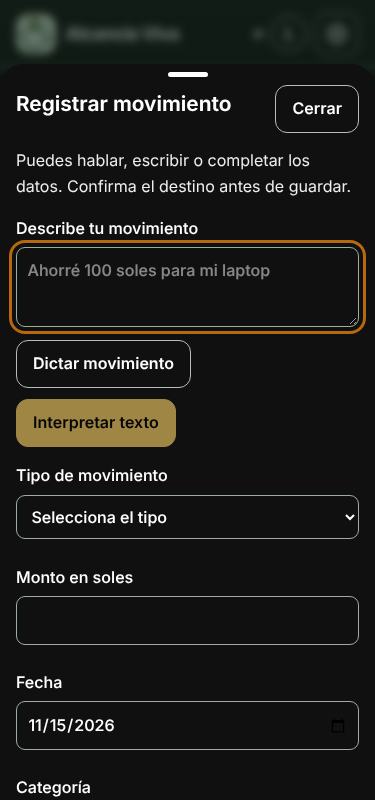 Alcancía Viva
Registrar movimiento
Cerrar
Puedes hablar, escribir o completar los
datos. Confirma el destino antes de guardar.
Describe tu movimiento
Ahorré 100 soles para mi laptop
Dictar movimiento
Interpretar texto
Tipo de movimiento
Selecciona el tipo
Monto en soles
Fecha
11/15/2026
Categoría